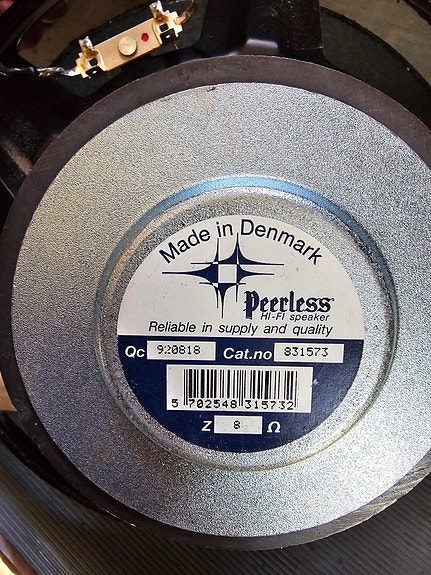 Made in Denmark
Peerless
HI-FI speaker
Reliable in supply and quality
Qc 920818 Cat.no 831573
5 702548 315732
Z 8 Ω